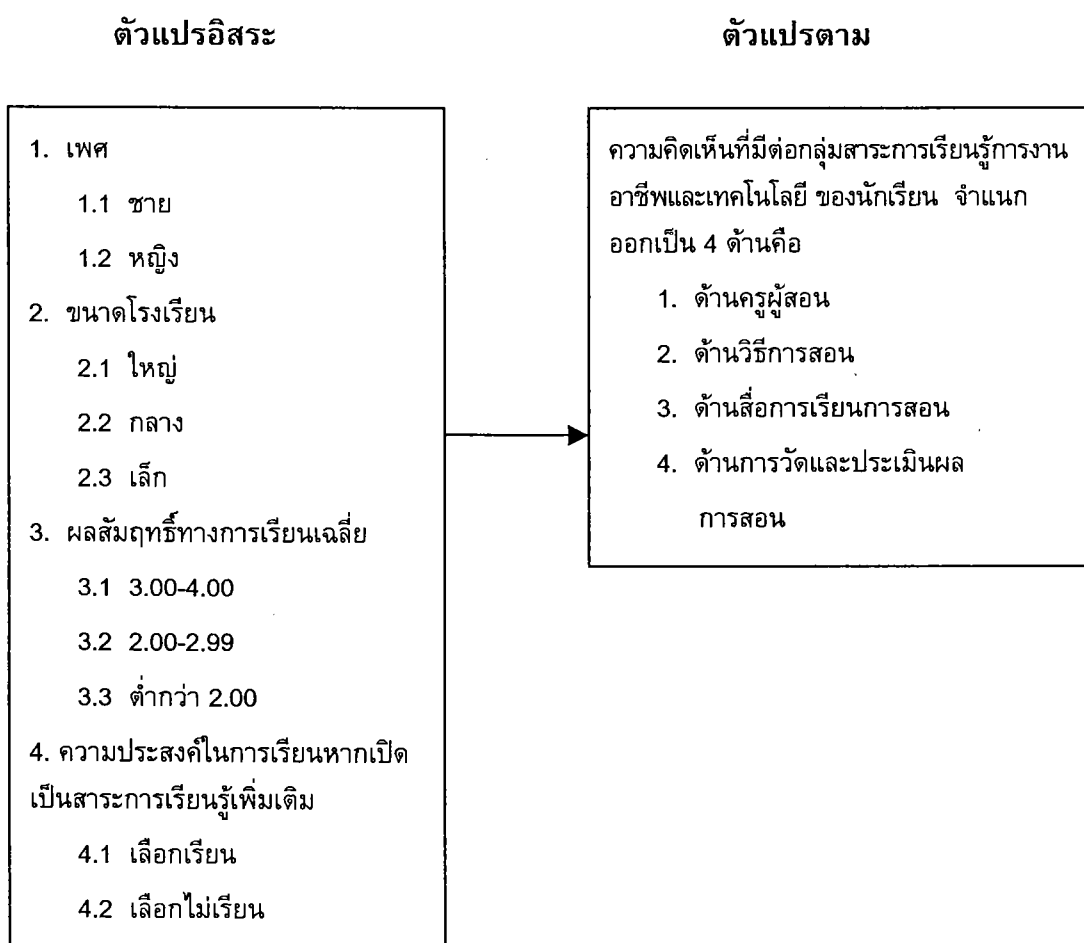 ตัวแปรอิสระ
ตัวแปรตาม
1. เพศ
1.1 ชาย
1.2 หญิง
2. ขนาดโรงเรียน
2.1 ใหญ่
2.2 กลาง
2.3 เล็ก
3. ผลสัมฤทธิ์ทางการเรียนเฉลี่ย
3.1 3.00-4.00
3.2 2.00-2.99
3.3 ต่ำกว่า 2.00
4. ความประสงค์ในการเรียนหากเปิด
เป็นสาระการเรียนรู้เพิ่มเติม
4.1 เลือกเรียน
4.2 เลือกไม่เรียน
ความคิดเห็นที่มีต่อกลุ่มสาระการเรียนรู้การงาน
อาชีพและเทคโนโลยี ของนักเรียน จำแนก
ออกเป็น 4 ด้านคือ
1. ด้านครูผู้สอน
2. ด้านวิธีการสอน
3. ด้านสื่อการเรียนการสอน
4. ด้านการวัดและประเมินผล
การสอน